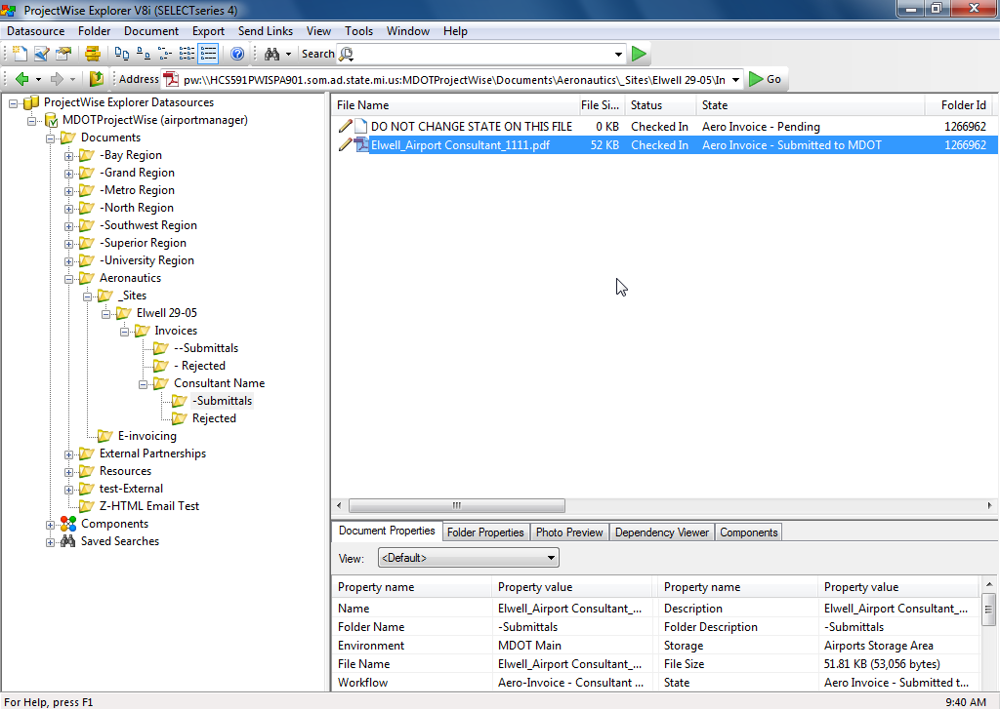 ProjectWise Explorer V8i (SELECTseries 4)
Datasource Folder Document Export Send Links View Tools Window Help
Search
Address pw:\\HCS591PWISPA901.som.ad.state.mi.us:MDOTProjectWise\Documents\Aeronautics\_Sites\Elwell 29-05\In Go
ProjectWise Explorer Datasources
MDOTProjectWise (airportmanager)
Documents
-Bay Region
-Grand Region
-Metro Region
-North Region
-Southwest Region
-Superior Region
-University Region
Aeronautics
_Sites
Elwell 29-05
Invoices
--Submittals
- Rejected
Consultant Name
-Submittals
Rejected
E-invoicing
External Partnerships
Resources
test-External
Z-HTML Email Test
Components
Saved Searches
File Name File Si... Status State Folder Id
DO NOT CHANGE STATE ON THIS FILE 0 KB Checked In Aero Invoice - Pending 1266962
Elwell_Airport Consultant_1111.pdf 52 KB Checked In Aero Invoice - Submitted to MDOT 1266962
Document Properties Folder Properties Photo Preview Dependency Viewer Components
View: <Default>
Property name Property value Property name Property value
Name Elwell_Airport Consultant_... Description Elwell_Airport Consultant_...
Folder Name -Submittals Folder Description -Submittals
Environment MDOT Main Storage Airports Storage Area
File Name Elwell_Airport Consultant_... File Size 51.81 KB (53,056 bytes)
Workflow Aero-Invoice - Consultant ... State Aero Invoice - Submitted t...
For Help, press F1 9:40 AM